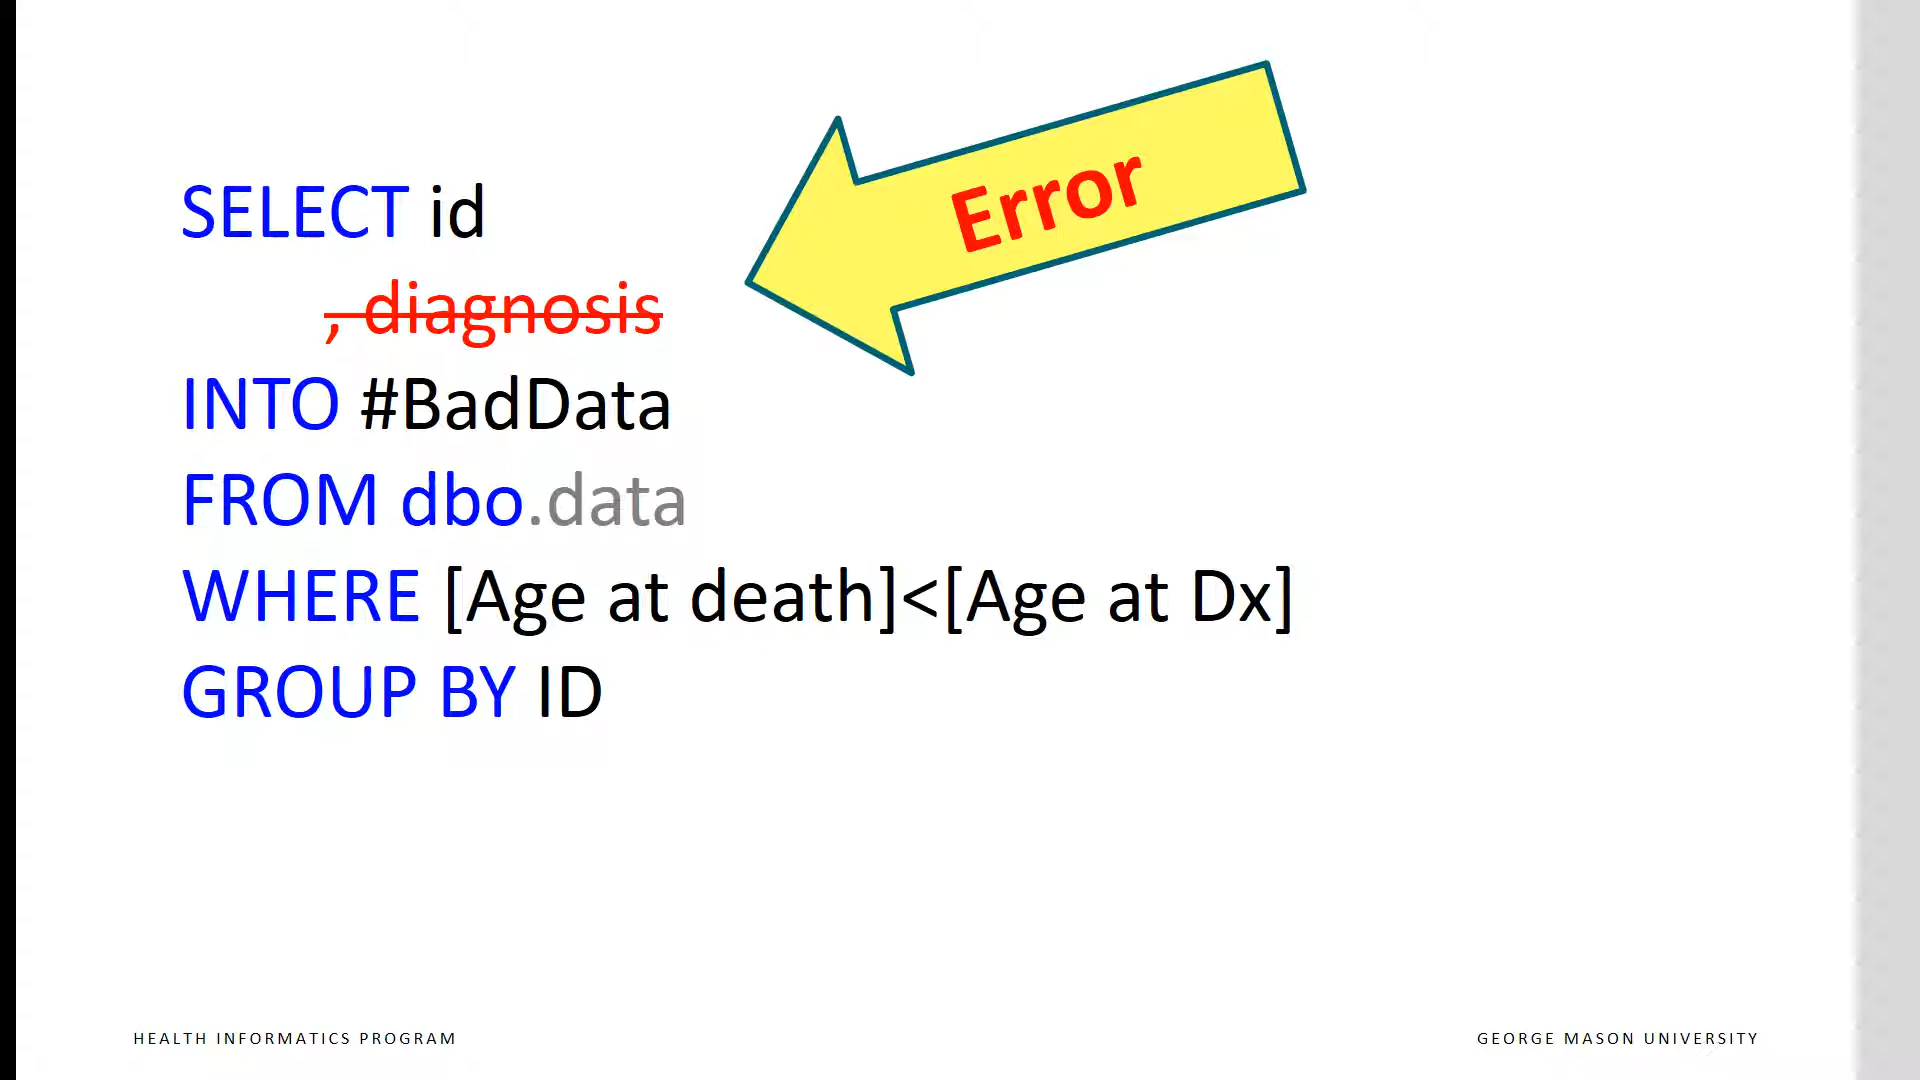 SELECT id
, diagnosis
INTO #BadData
FROM dbo.data
WHERE [Age at death]<[Age at Dx]
GROUP BY ID
Error
HEALTH INFORMATICS PROGRAM
GEORGE MASON UNIVERSITY